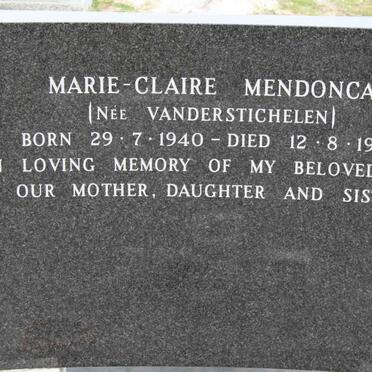 MARIE-CLAIRE MENDONCA
(NÉE VANDERSTICHELEN)
BORN 29·7·1940 – DIED 12·8·19
N LOVING MEMORY OF MY BELOVED
OUR MOTHER, DAUGHTER AND SIS